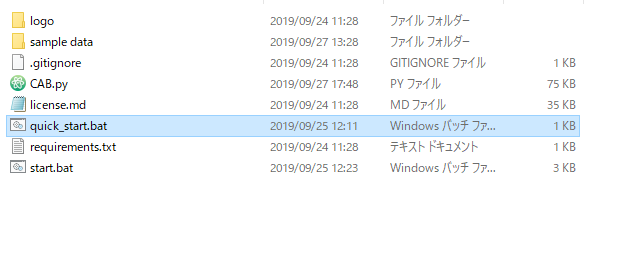 logo 2019/09/24 11:28 ファイル フォルダー
sample data 2019/09/27 13:28 ファイル フォルダー
.gitignore 2019/09/24 11:28 GITIGNORE ファイル 1 KB
CAB.py 2019/09/27 17:48 PY ファイル 75 KB
license.md 2019/09/24 11:28 MD ファイル 35 KB
quick_start.bat 2019/09/25 12:11 Windows バッチ ファ... 1 KB
requirements.txt 2019/09/24 11:28 テキスト ドキュメント 1 KB
start.bat 2019/09/25 12:23 Windows バッチ ファ... 3 KB